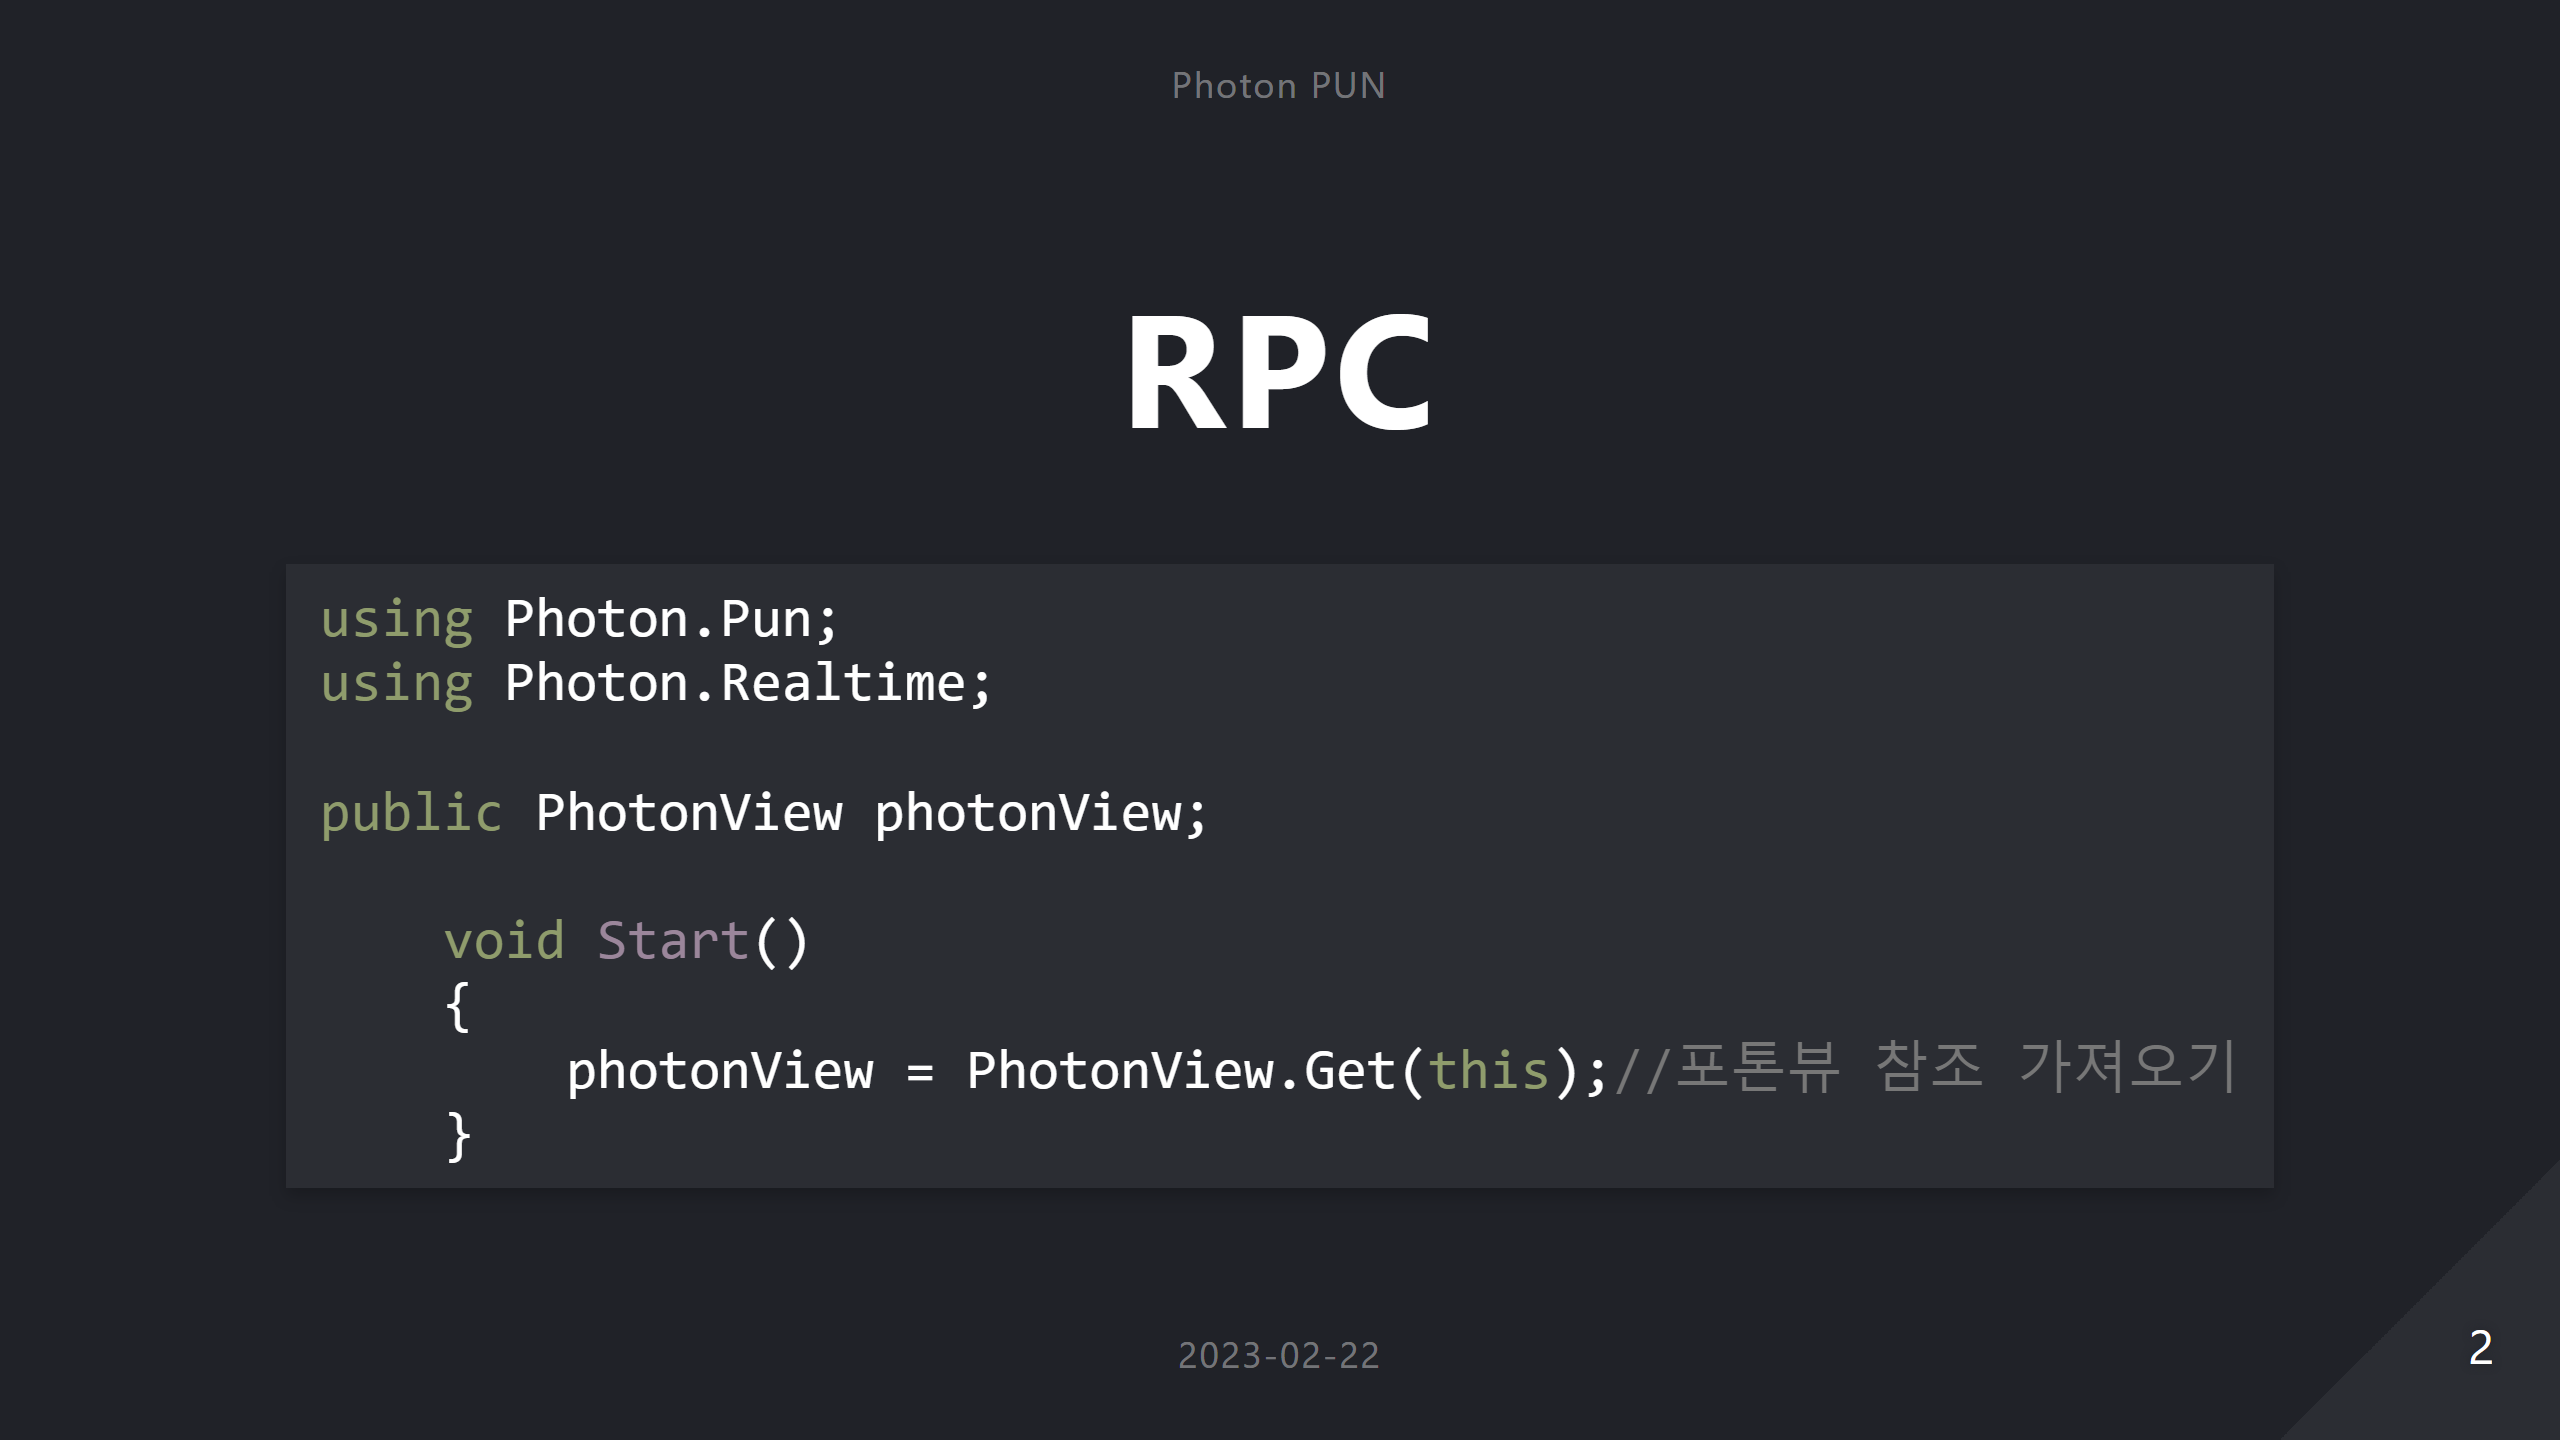 Photon PUN
RPC
using Photon.Pun;
using Photon.Realtime;
public PhotonView photonView;
void Start()
{
photonView = PhotonView.Get(this);//포톤뷰 참조 가져오기
}
2023-02-22
2